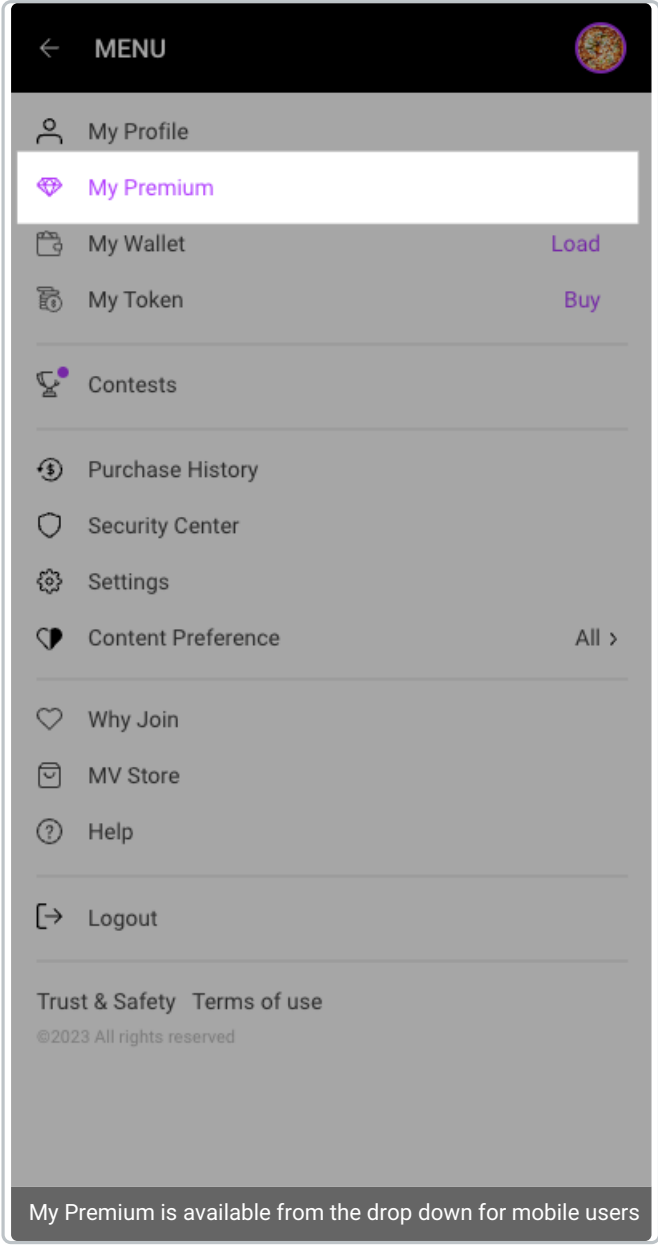 MENU
My Profile
My Premium
My Wallet Load
My Token Buy
Contests
Purchase History
Security Center
Settings
Content Preference All >
Why Join
MV Store
Help
Logout
Trust & Safety Terms of use
©2023 All rights reserved
My Premium is available from the drop down for mobile users